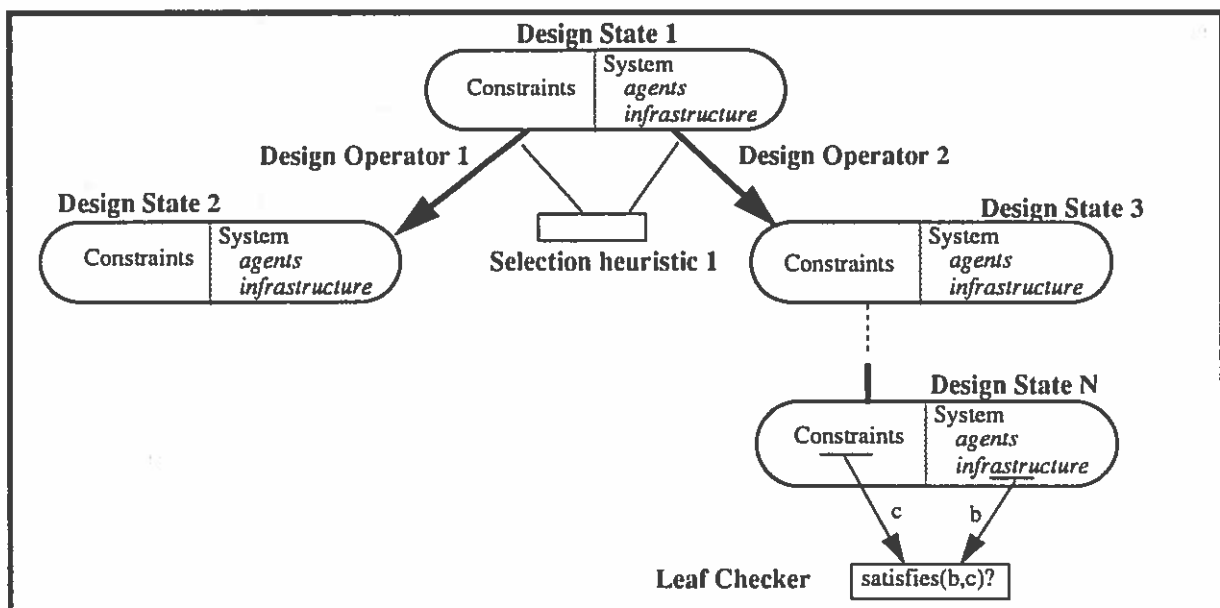 Design State 1
Constraints
System
agents
infrastructure
Design Operator 1
Design Operator 2
Design State 2
Constraints
System
agents
infrastructure
Selection heuristic 1
Design State 3
Constraints
System
agents
infrastructure
Design State N
Constraints
System
agents
infrastructure
c
b
Leaf Checker
satisfies(b,c)?